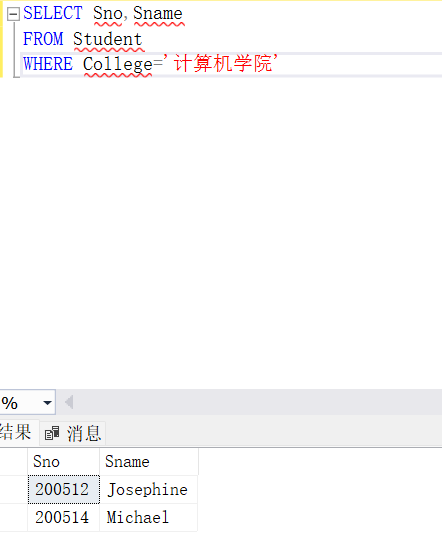 SELECT Sno,Sname
FROM Student
WHERE College='计算机学院'
%
结果 消息
Sno Sname
200512 Josephine
200514 Michael